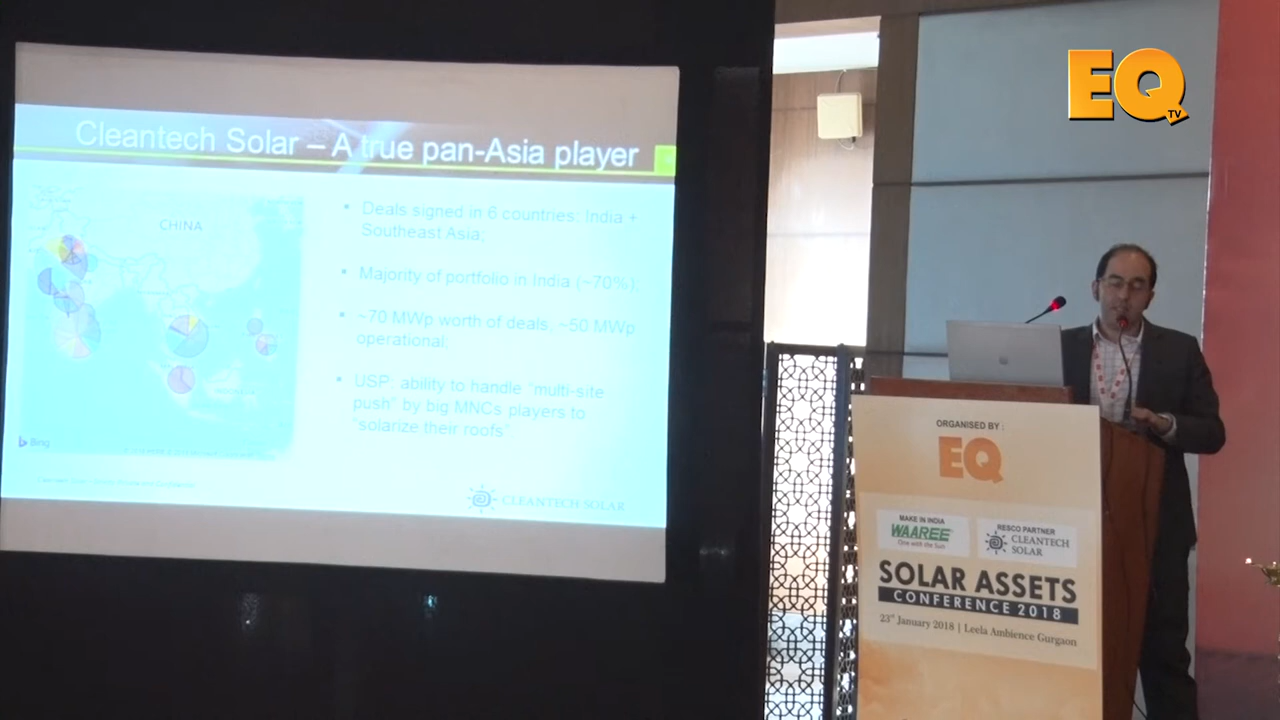 Cleantech Solar – A true pan-Asia player
CHINA
▪ Deals signed in 6 countries: India +
Southeast Asia;
▪ Majority of portfolio in India (~70%);
▪ ~70 MWp worth of deals, ~50 MWp
operational;
▪ USP: ability to handle "multi-site
push" by big MNCs players to
"solarize their roofs"
Bing
CLEANTECH SOLAR
EQ
TV
ORGANISED BY :
EQ
MAKE IN INDIA
WAAREE
One with the Sun
RESCO PARTNER
CLEANTECH
SOLAR
SOLAR ASSETS
CONFERENCE 2018
23rd January 2018 | Leela Ambience Gurgaon